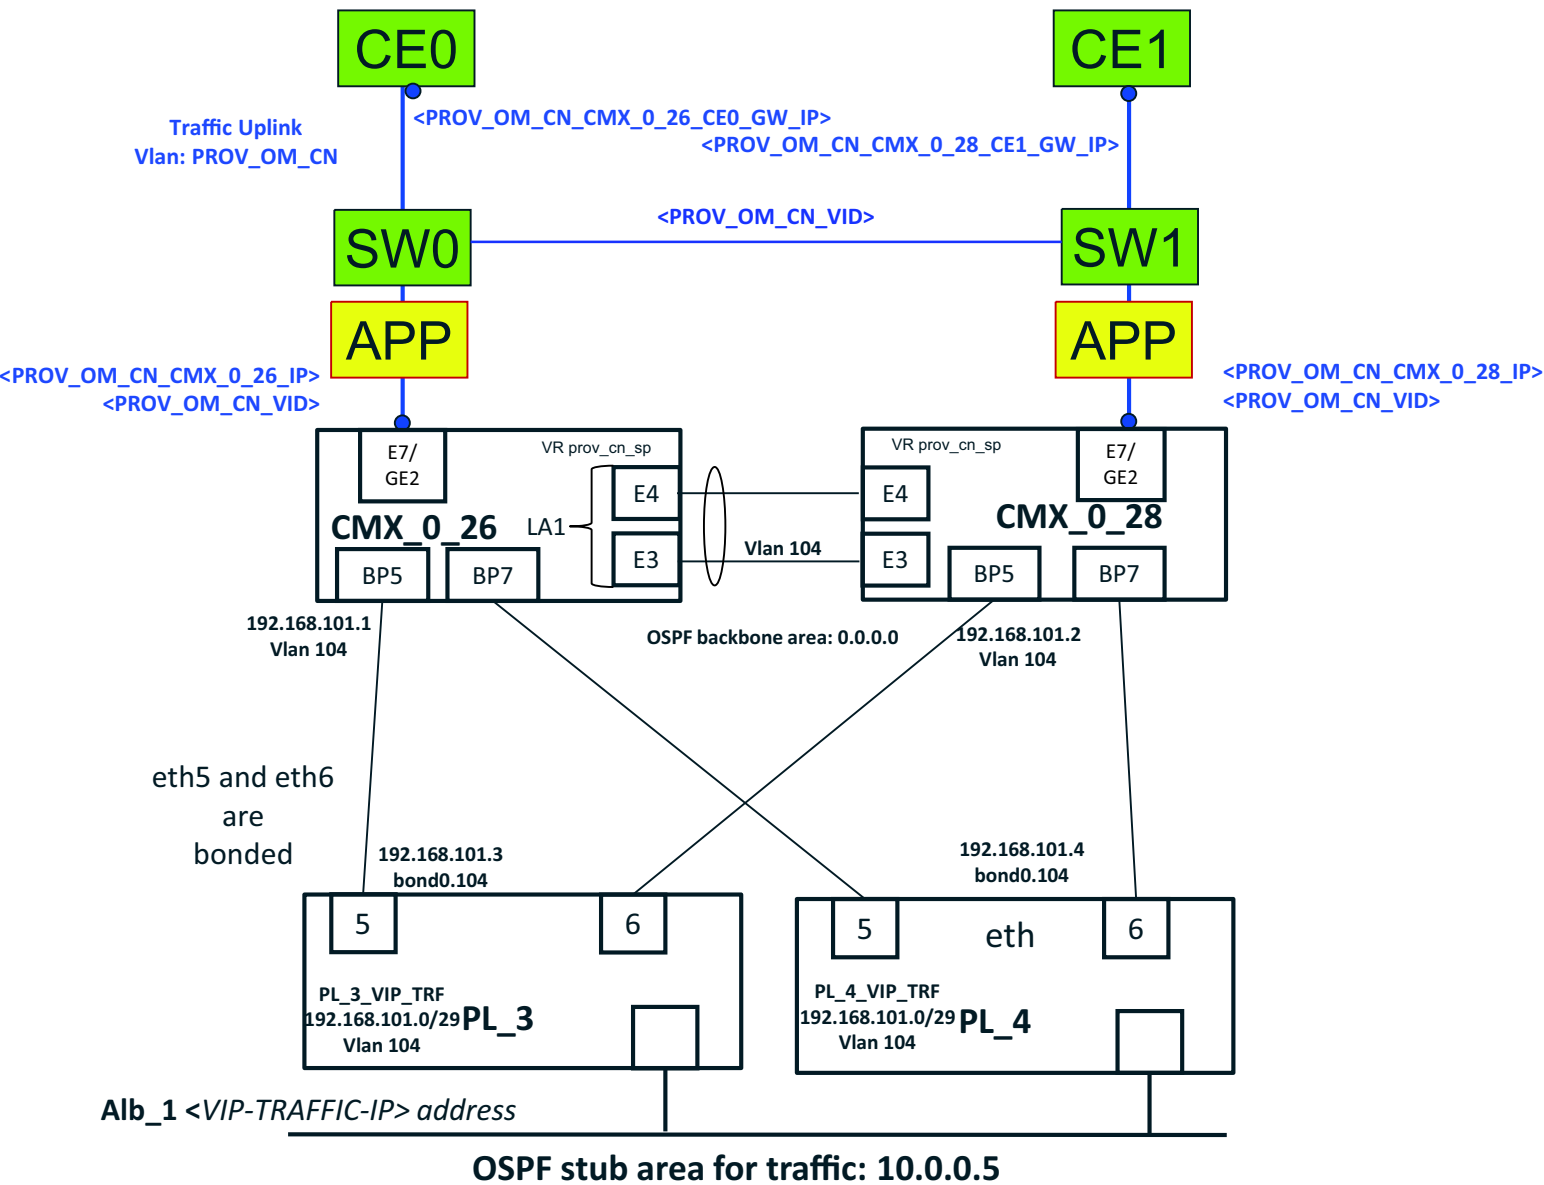 CE0
CE1
Traffic Uplink
Vlan: PROV_OM_CN
<PROV_OM_CN_CMX_0_26_CE0_GW_IP>
<PROV_OM_CN_CMX_0_28_CE1_GW_IP>
<PROV_OM_CN_VID>
SW0
SW1
APP
APP
<PROV_OM_CN_CMX_0_26_IP>
<PROV_OM_CN_VID>
<PROV_OM_CN_CMX_0_28_IP>
<PROV_OM_CN_VID>
E7/
GE2
VR prov_cn_sp
E4
LA1
E3
CMX_0_26
BP5
BP7
Vlan 104
VR prov_cn_sp
E7/
GE2
E4
E3
CMX_0_28
BP5
BP7
192.168.101.1
Vlan 104
OSPF backbone area: 0.0.0.0
192.168.101.2
Vlan 104
eth5 and eth6
are
bonded
192.168.101.3
bond0.104
192.168.101.4
bond0.104
5
6
5
eth
6
PL_3_VIP_TRF
192.168.101.0/29
Vlan 104
PL_3
PL_4_VIP_TRF
192.168.101.0/29
Vlan 104
PL_4
Alb_1 <VIP-TRAFFIC-IP> address
OSPF stub area for traffic: 10.0.0.5